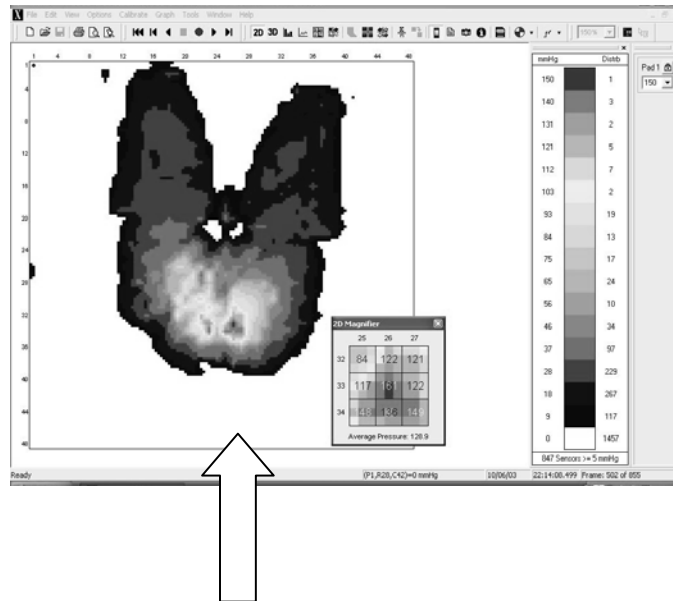 X File Edit View Options Calibrate Graph Tools Window Help
2D 3D 150%
1 4 8 12 16 20 24 28 32 36 40 44 48
1
4
8
12
16
20
24
28
32
36
40
44
48
mmHg Distrib
150 1
140 3
131 2
121 5
112 7
103 2
93 19
84 13
75 17
65 24
56 10
46 34
37 97
28 229
18 267
9 117
0 1457
847 Sensors >= 5 mmHg
Pad 1
150
2D Magnifier
25 26 27
32 84 122 121
33 117 161 122
34 136 149
Average Pressure: 128.9
Ready (P1,R28,C42)=0 mmHg 10/06/03 22:14:08.499 Frame: 502 of 855